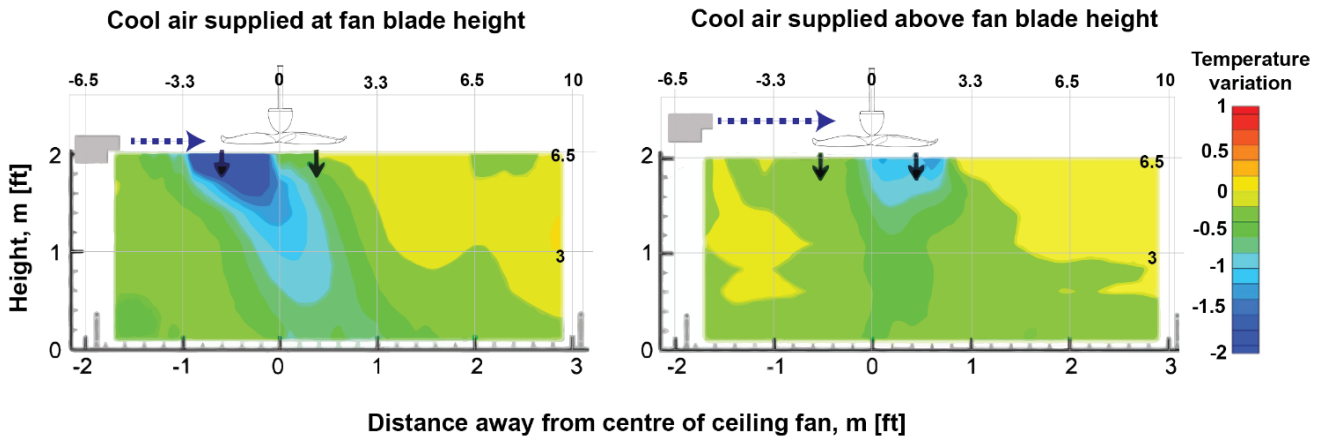 Cool air supplied at fan blade height
Cool air supplied above fan blade height
-6.5 -3.3 0 3.3 6.5 10
-6.5 -3.3 0 3.3 6.5 10
Temperature
variation
1
0.5
0
-0.5
-1
-1.5
-2
Height, m [ft]
2 6.5
1 3
0
-2 -1 0 1 2 3
2 6.5
1 3
0
-2 -1 0 1 2 3
Distance away from centre of ceiling fan, m [ft]